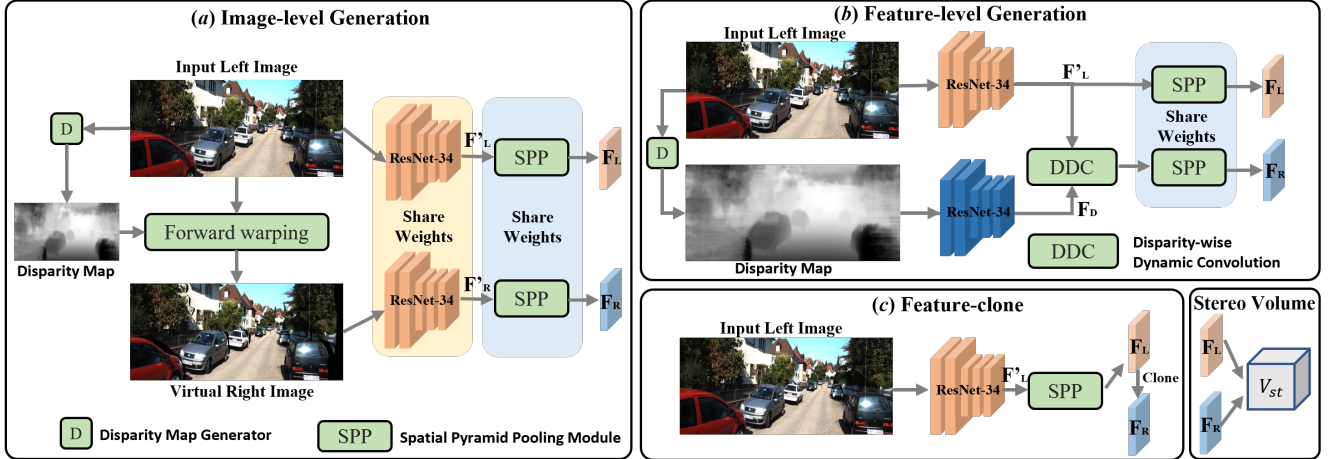 (a) Image-level Generation
Input Left Image
D
Disparity Map
Forward warping
Virtual Right Image
ResNet-34
Share
Weights
ResNet-34
F'L
F'R
SPP
Share
Weights
SPP
FL
FR
D Disparity Map Generator
SPP Spatial Pyramid Pooling Module
(b) Feature-level Generation
Input Left Image
D
Disparity Map
ResNet-34
ResNet-34
F'L
FD
DDC
SPP
Share
Weights
SPP
FL
FR
DDC
Disparity-wise
Dynamic Convolution
(c) Feature-clone
Input Left Image
ResNet-34
F'L
SPP
FL
Clone
FR
Stereo Volume
FL
FR
Vst